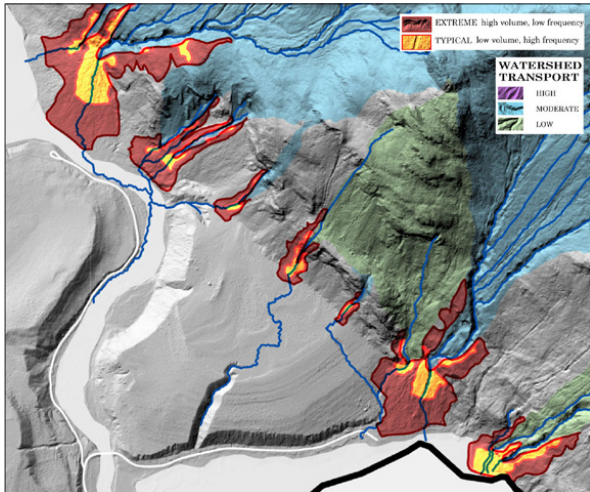 EXTREME high volume, low frequency
TYPICAL low volume, high frequency
WATERSHED
TRANSPORT
HIGH
MODERATE
LOW